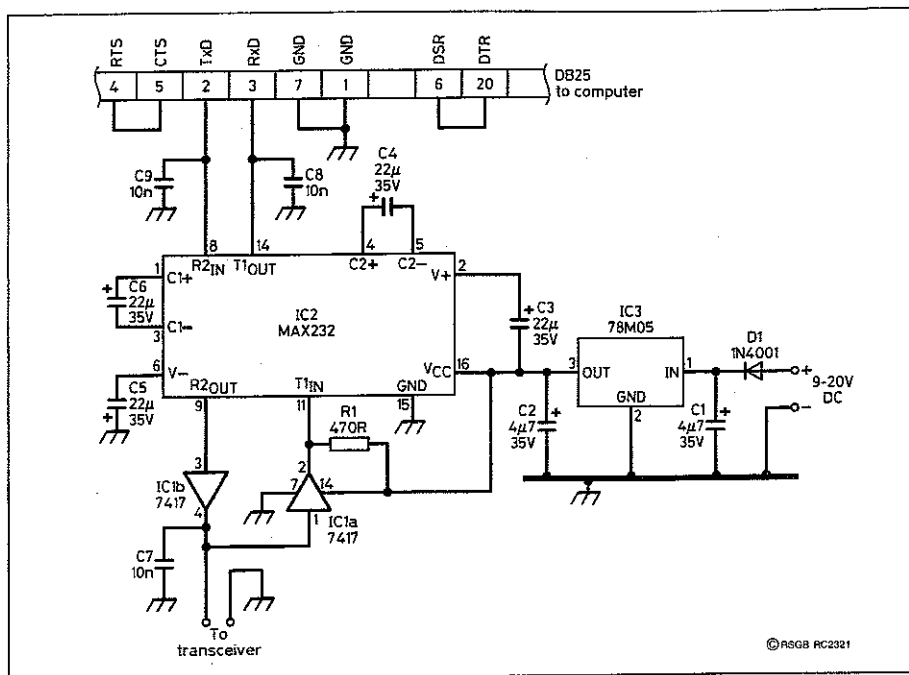 RTS CTS TxD RxD GND GND DSR DTR
4 5 2 3 7 1 6 20
DB25
to computer
C9
10n
C8
10n
C4
22µ
35V
+
8 14 4 5
R2IN T1OUT C2+ C2-
1
C1+
V+
2
+
C6
22µ
35V
C1-
3
IC2
MAX232
+
C3
22µ
35V
6
V-
VCC
16
+
C5
22µ
35V
R2OUT T1IN GND
9 11 15
IC3
78M05
3 OUT IN 1
GND
2
D1
1N4001
+
9-20V
DC
-
C2
4µ7
35V
+
C1
4µ7
35V
+
R1
470R
3
IC1b
7417
4
2
7 14
1
IC1a
7417
C7
10n
To
transceiver
©RSGB RC2321